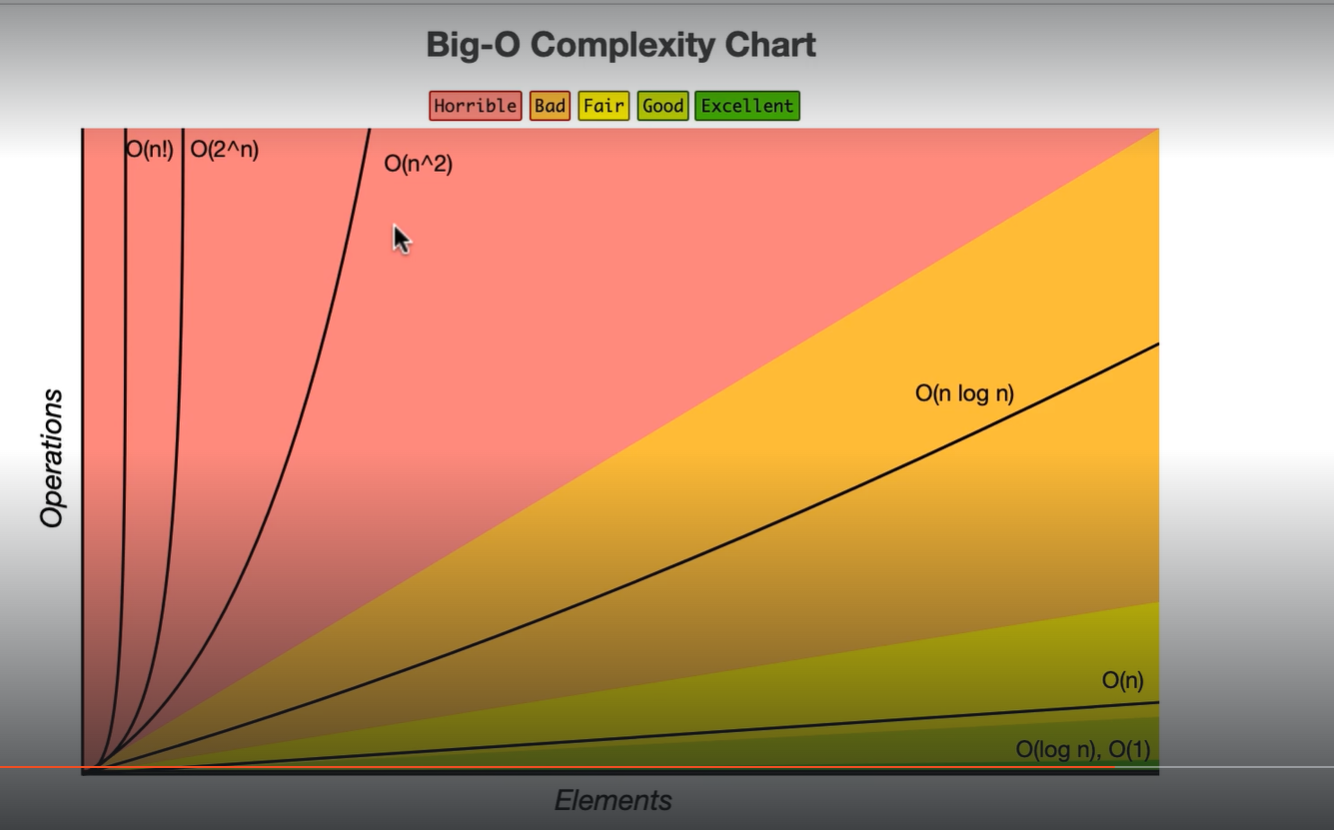 Big-O Complexity Chart
Horrible Bad Fair Good Excellent
O(n!) O(2^n)
O(n^2)
O(n log n)
Operations
O(n)
O(log n), O(1)
Elements